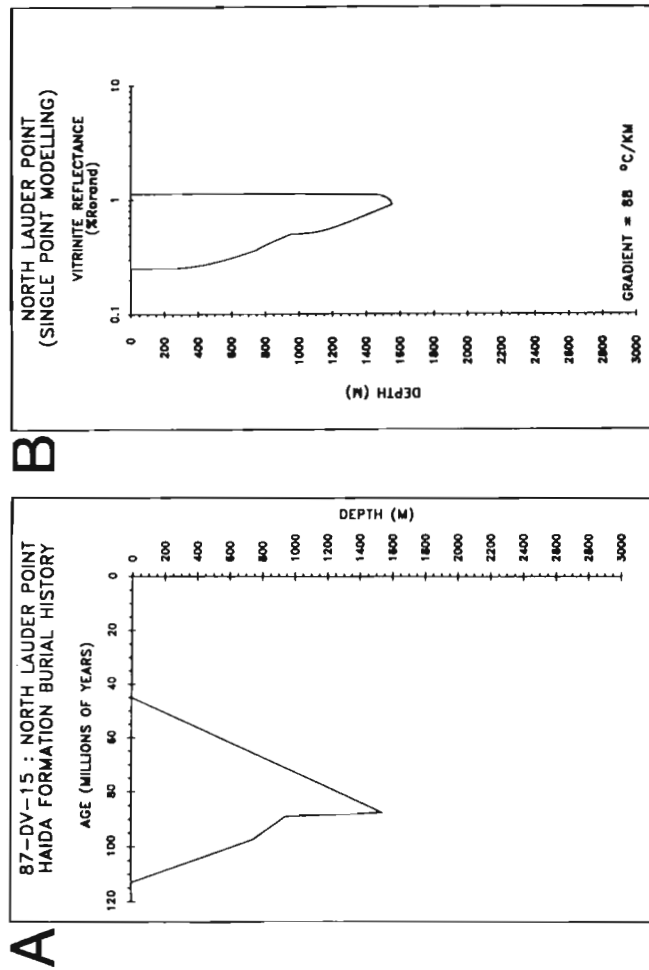 A
87-DV-15 : NORTH LAUDER POINT
HAIDA FORMATION BURIAL HISTORY
AGE (MILLIONS OF YEARS)
120 100 80 60 40 20 0
0
200
400
600
800
1000
1200
1400
1600
1800
2000
2200
2400
2600
2800
3000
DEPTH (M)
B
NORTH LAUDER POINT
(SINGLE POINT MODELLING)
VITRINITE REFLECTANCE
(%Rorand)
0.1 1 10
0
200
400
600
800
1000
1200
1400
1600
1800
2000
2200
2400
2600
2800
3000
DEPTH (M)
GRADIENT = 88 °C/KM